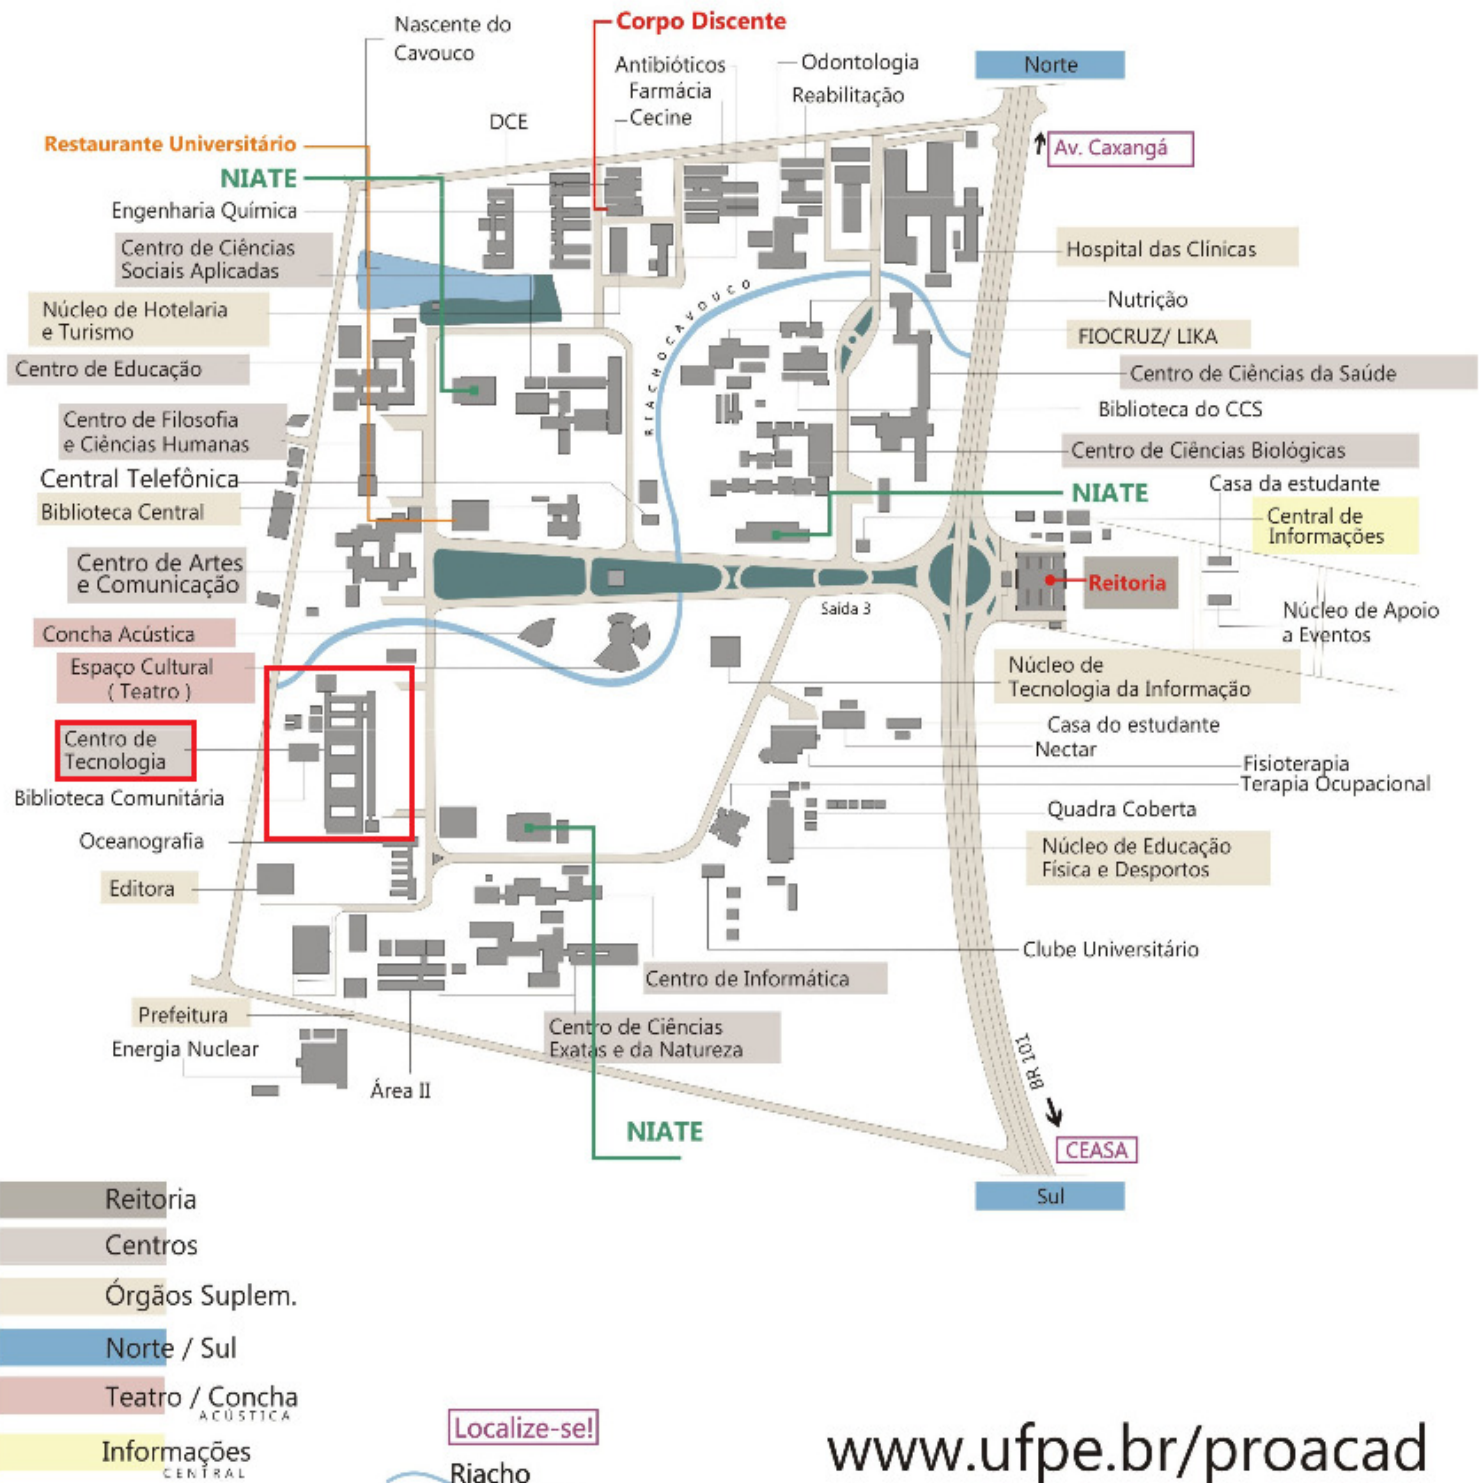 Nascente do
Cavouco
Corpo Discente
Antibióticos
Farmácia
Cecine
Odontologia
Reabilitação
Norte
Av. Caxangá
DCE
Restaurante Universitário
NIATE
Engenharia Química
Centro de Ciências
Sociais Aplicadas
Núcleo de Hotelaria
e Turismo
Centro de Educação
Centro de Filosofia
e Ciências Humanas
Central Telefônica
Biblioteca Central
Centro de Artes
e Comunicação
Concha Acústica
Espaço Cultural
( Teatro )
Centro de
Tecnologia
Biblioteca Comunitária
Oceanografia
Editora
Prefeitura
Energia Nuclear
Área II
RIACHO CAVOUCO
Hospital das Clínicas
Nutrição
FIOCRUZ/ LIKA
Centro de Ciências da Saúde
Biblioteca do CCS
Centro de Ciências Biológicas
NIATE
Casa da estudante
Central de
Informações
Reitoria
Núcleo de Apoio
a Eventos
Saída 3
Núcleo de
Tecnologia da Informação
Casa do estudante
Nectar
Fisioterapia
Terapia Ocupacional
Quadra Coberta
Núcleo de Educação
Física e Desportos
Clube Universitário
Centro de Informática
Centro de Ciências
Exatas e da Natureza
NIATE
BR 101
CEASA
Sul
Reitoria
Centros
Órgãos Suplem.
Norte / Sul
Teatro / Concha
ACÚSTICA
Informações
CENTRAL
Localize-se!
Riacho
www.ufpe.br/proacad